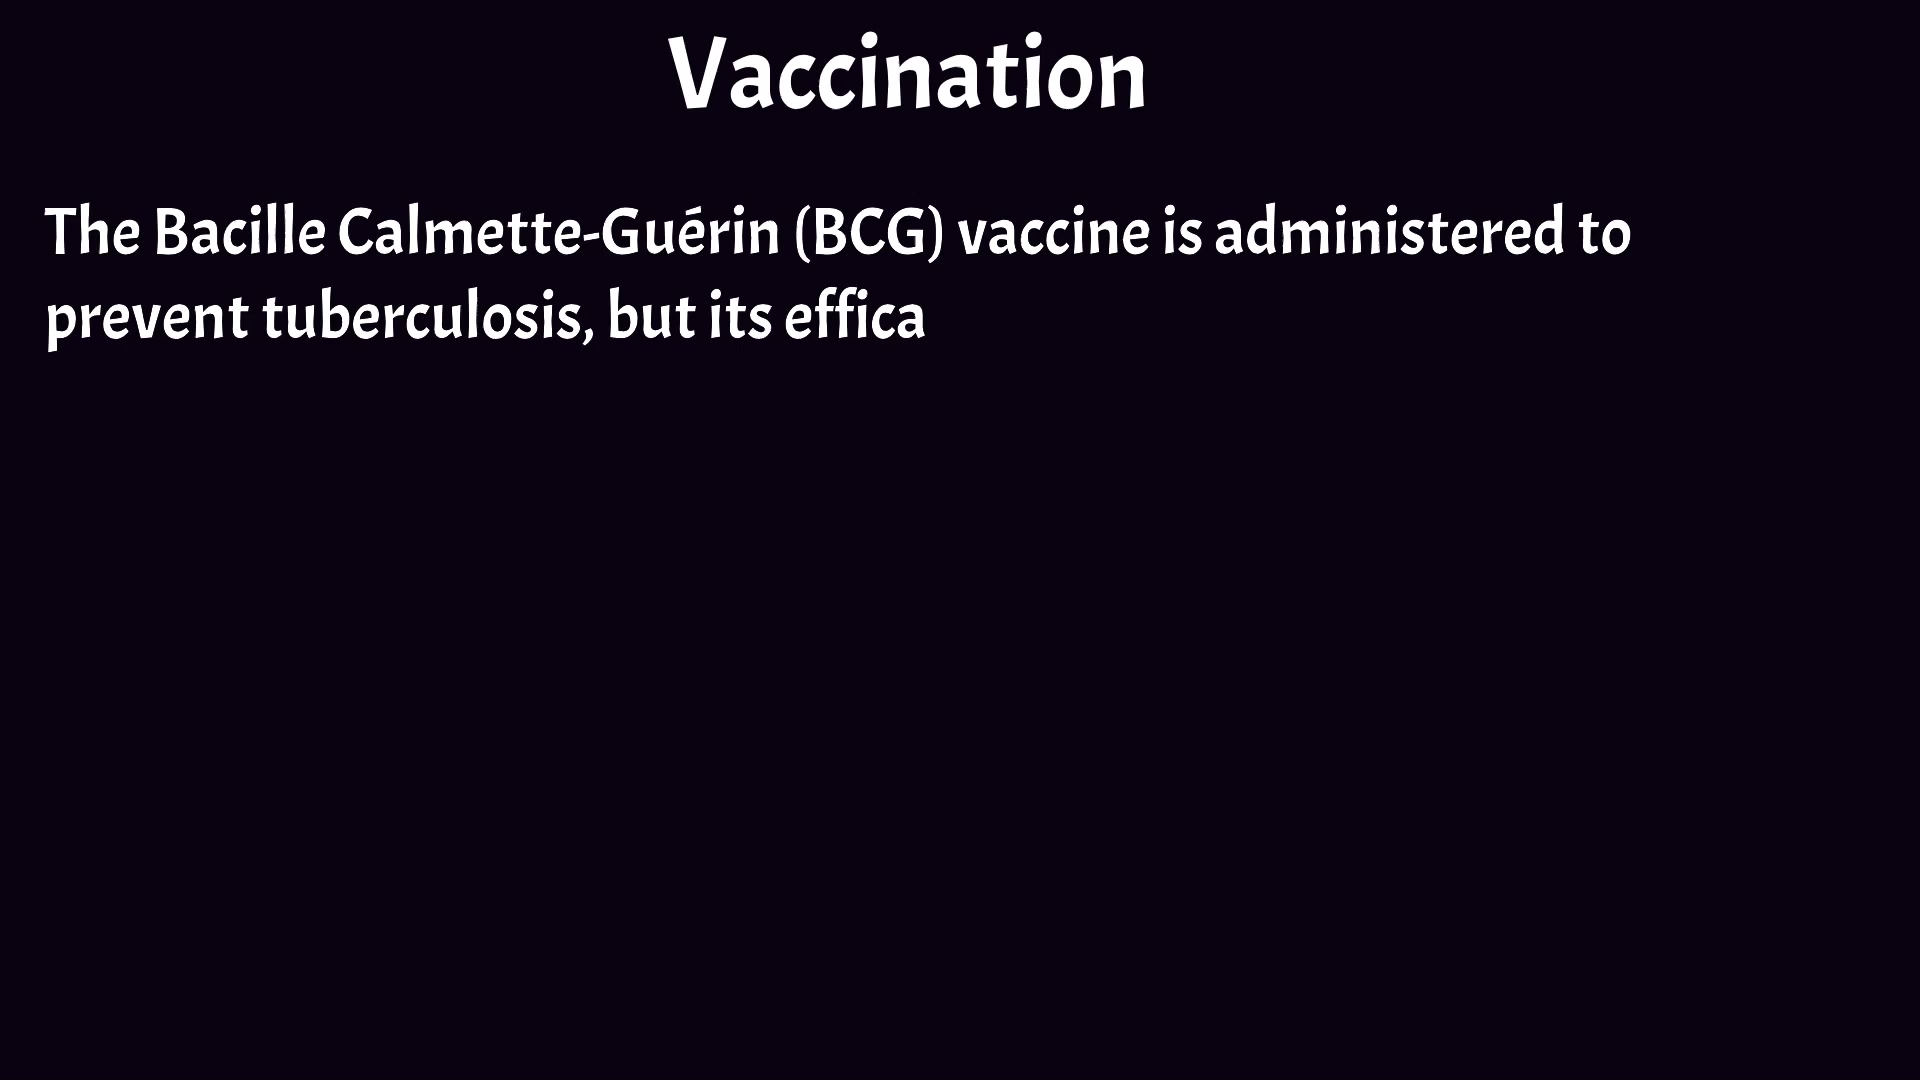 Vaccination
The Bacille Calmette-Guérin (BCG) vaccine is administered to
prevent tuberculosis, but its effica